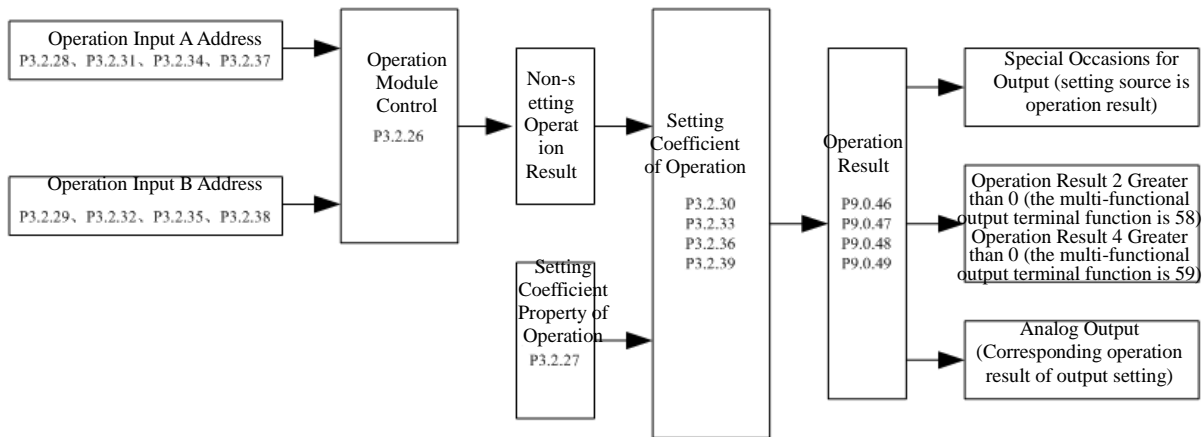 Operation Input A Address
P3.2.28、P3.2.31、P3.2.34、P3.2.37
Operation Input B Address
P3.2.29、P3.2.32、P3.2.35、P3.2.38
Operation
Module
Control
P3.2.26
Non-s
etting
Operat
ion
Result
Setting
Coefficient
Property of
Operation
P3.2.27
Setting
Coefficient
of Operation
P3.2.30
P3.2.33
P3.2.36
P3.2.39
Operation
Result
P9.0.46
P9.0.47
P9.0.48
P9.0.49
Special Occasions for
Output (setting source is
operation result)
Operation Result 2 Greater
than 0 (the multi-functional
output terminal function is 58)
Operation Result 4 Greater
than 0 (the multi-functional
output terminal function is 59)
Analog Output
(Corresponding operation
result of output setting)